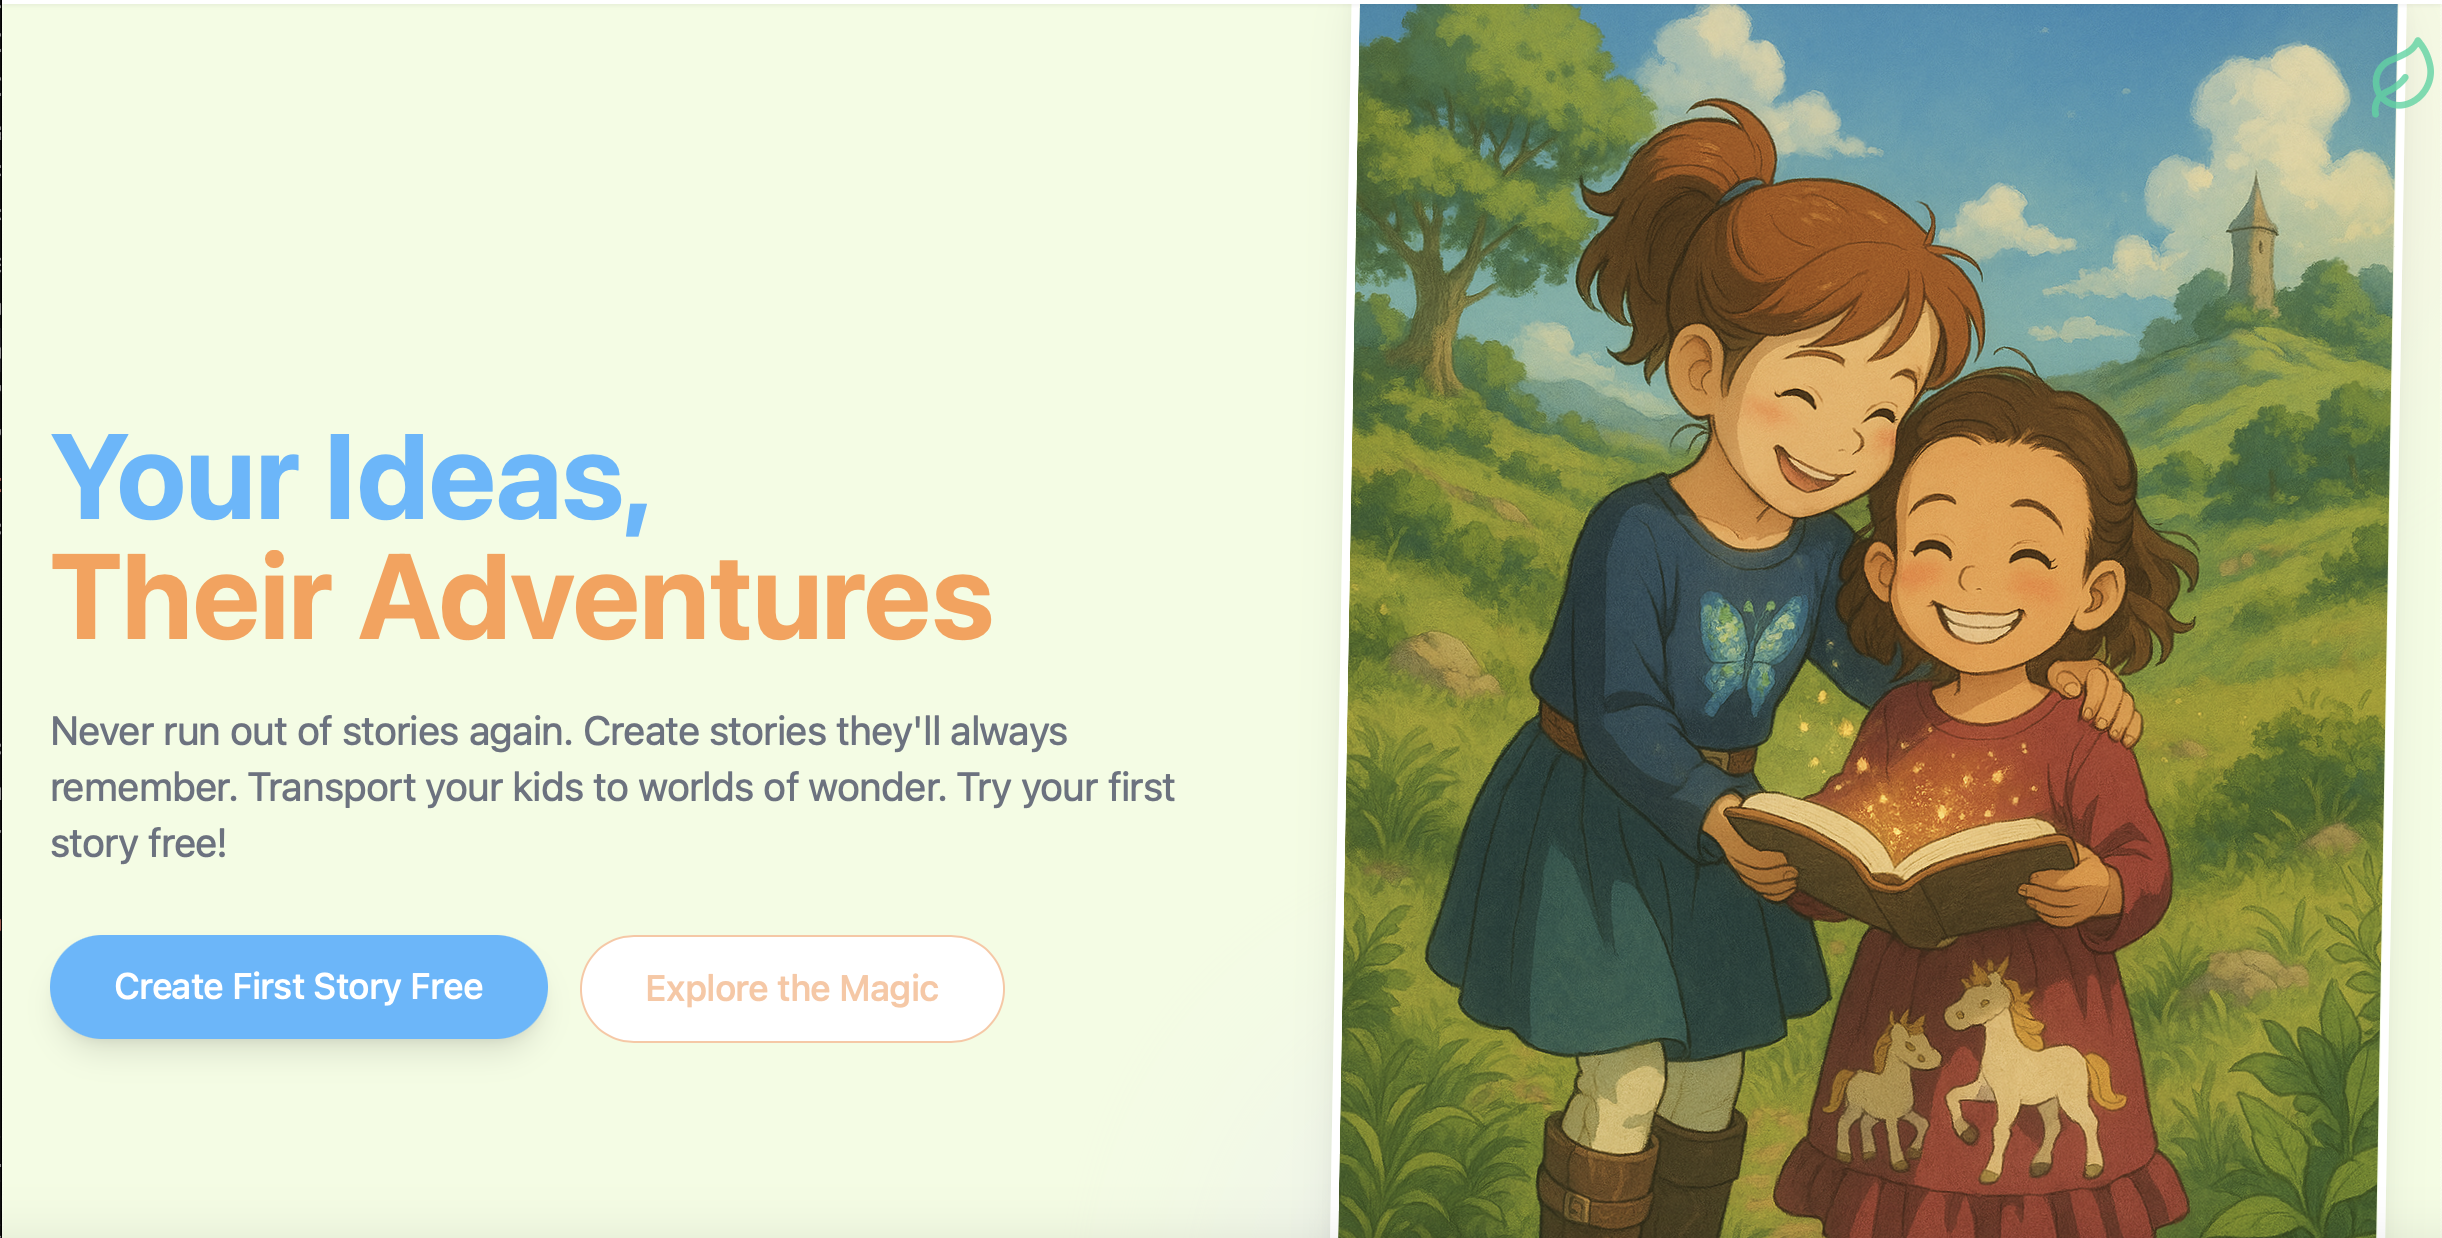 Your Ideas,
Their Adventures
Never run out of stories again. Create stories they'll always
remember. Transport your kids to worlds of wonder. Try your first
story free!
Create First Story Free
Explore the Magic